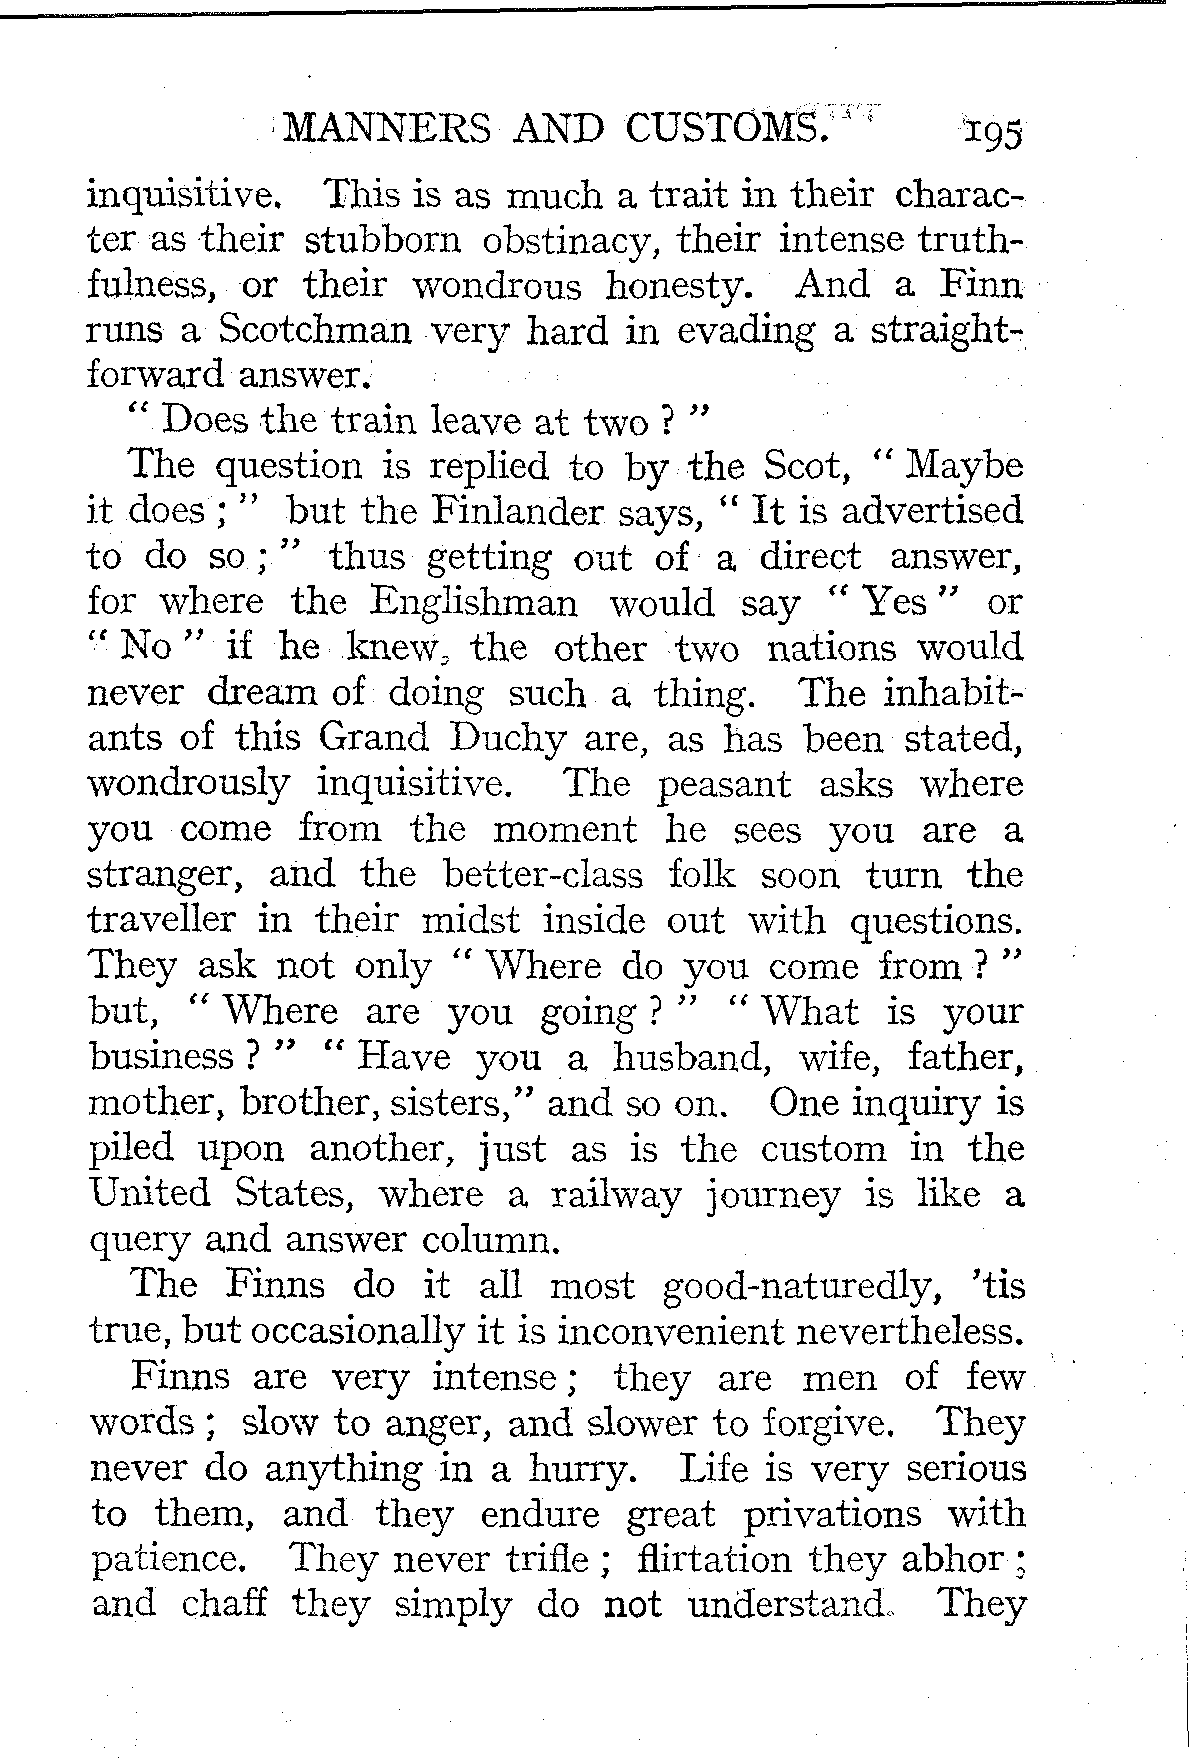 MANNERS AND CUSTOMS. 195
inquisitive. This is as much a trait in their charac-
ter as their stubborn obstinacy, their intense truth-
fulness, or their wondrous honesty. And a Finn
runs a Scotchman very hard in evading a straight-
forward answer.
“ Does the train leave at two ? ”
The question is replied to by the Scot, “ Maybe
it does ; ” but the Finlander says, “ It is advertised
to do so ; ” thus getting out of a direct answer,
for where the Englishman would say “ Yes ” or
“ No ” if he knew, the other two nations would
never dream of doing such a thing. The inhabit-
ants of this Grand Duchy are, as has been stated,
wondrously inquisitive. The peasant asks where
you come from the moment he sees you are a
stranger, and the better-class folk soon turn the
traveller in their midst inside out with questions.
They ask not only “ Where do you come from ? ”
but, “ Where are you going ? ” “ What is your
business ? ” “ Have you a husband, wife, father,
mother, brother, sisters,” and so on. One inquiry is
piled upon another, just as is the custom in the
United States, where a railway journey is like a
query and answer column.
The Finns do it all most good-naturedly, ’tis
true, but occasionally it is inconvenient nevertheless.
Finns are very intense ; they are men of few
words ; slow to anger, and slower to forgive. They
never do anything in a hurry. Life is very serious
to them, and they endure great privations with
patience. They never trifle ; flirtation they abhor ;
and chaff they simply do not understand. They